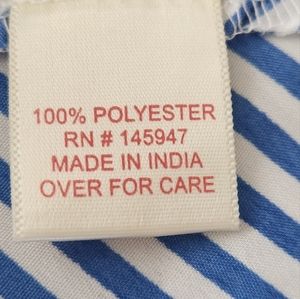 100% POLYESTER
RN # 145947
MADE IN INDIA
OVER FOR CARE